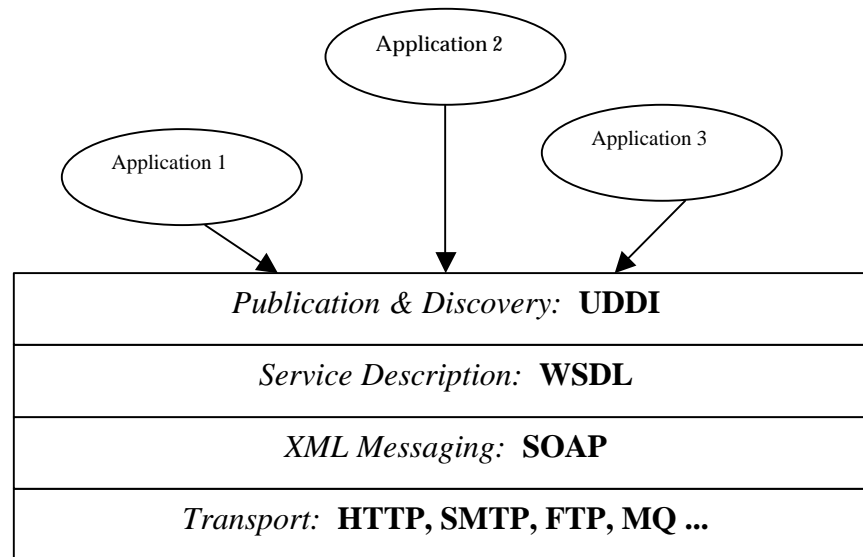 Application 2
Application 1
Application 3
Publication & Discovery: UDDI
Service Description: WSDL
XML Messaging: SOAP
Transport: HTTP, SMTP, FTP, MQ ...